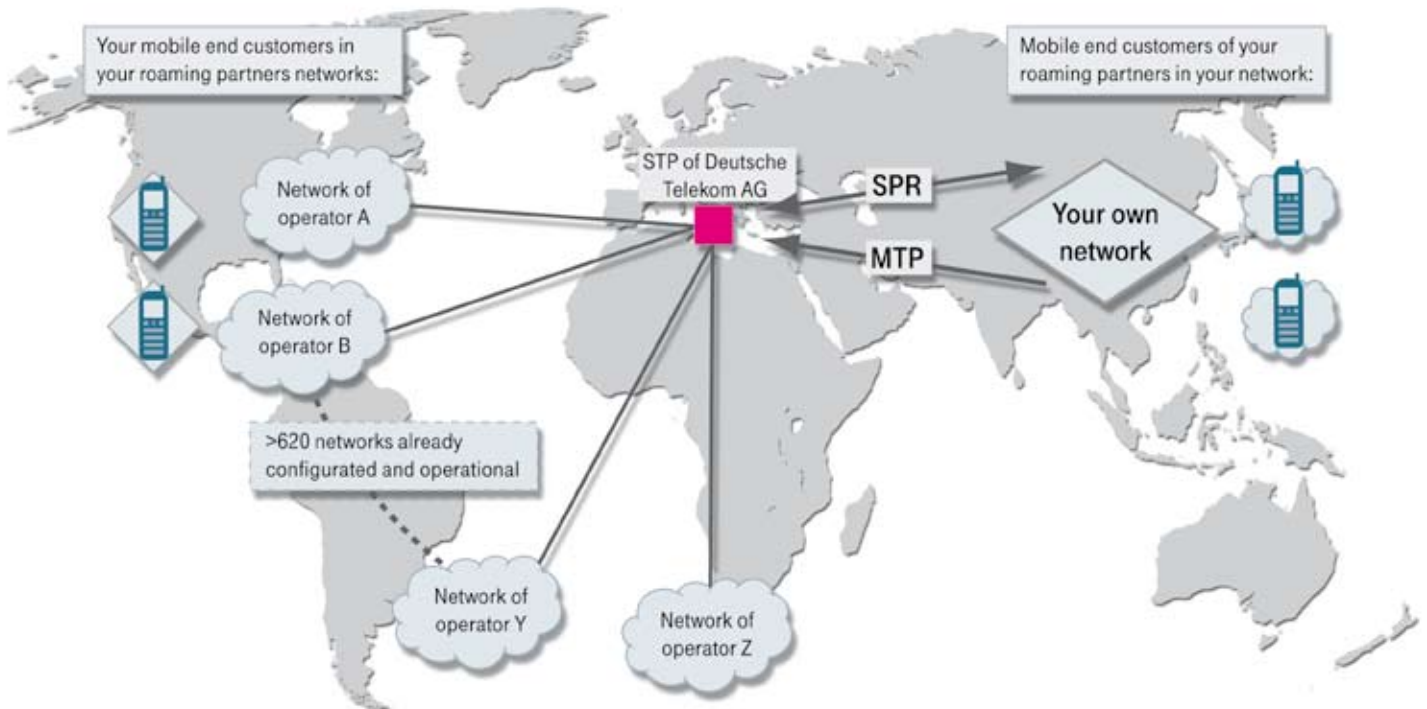 Your mobile end customers in
your roaming partners networks:
Mobile end customers of your
roaming partners in your network:
STP of Deutsche
Telekom AG
SPR
MTP
Network of
operator A
Your own
network
Network of
operator B
>620 networks already
configurated and operational
Network of
operator Y
Network of
operator Z